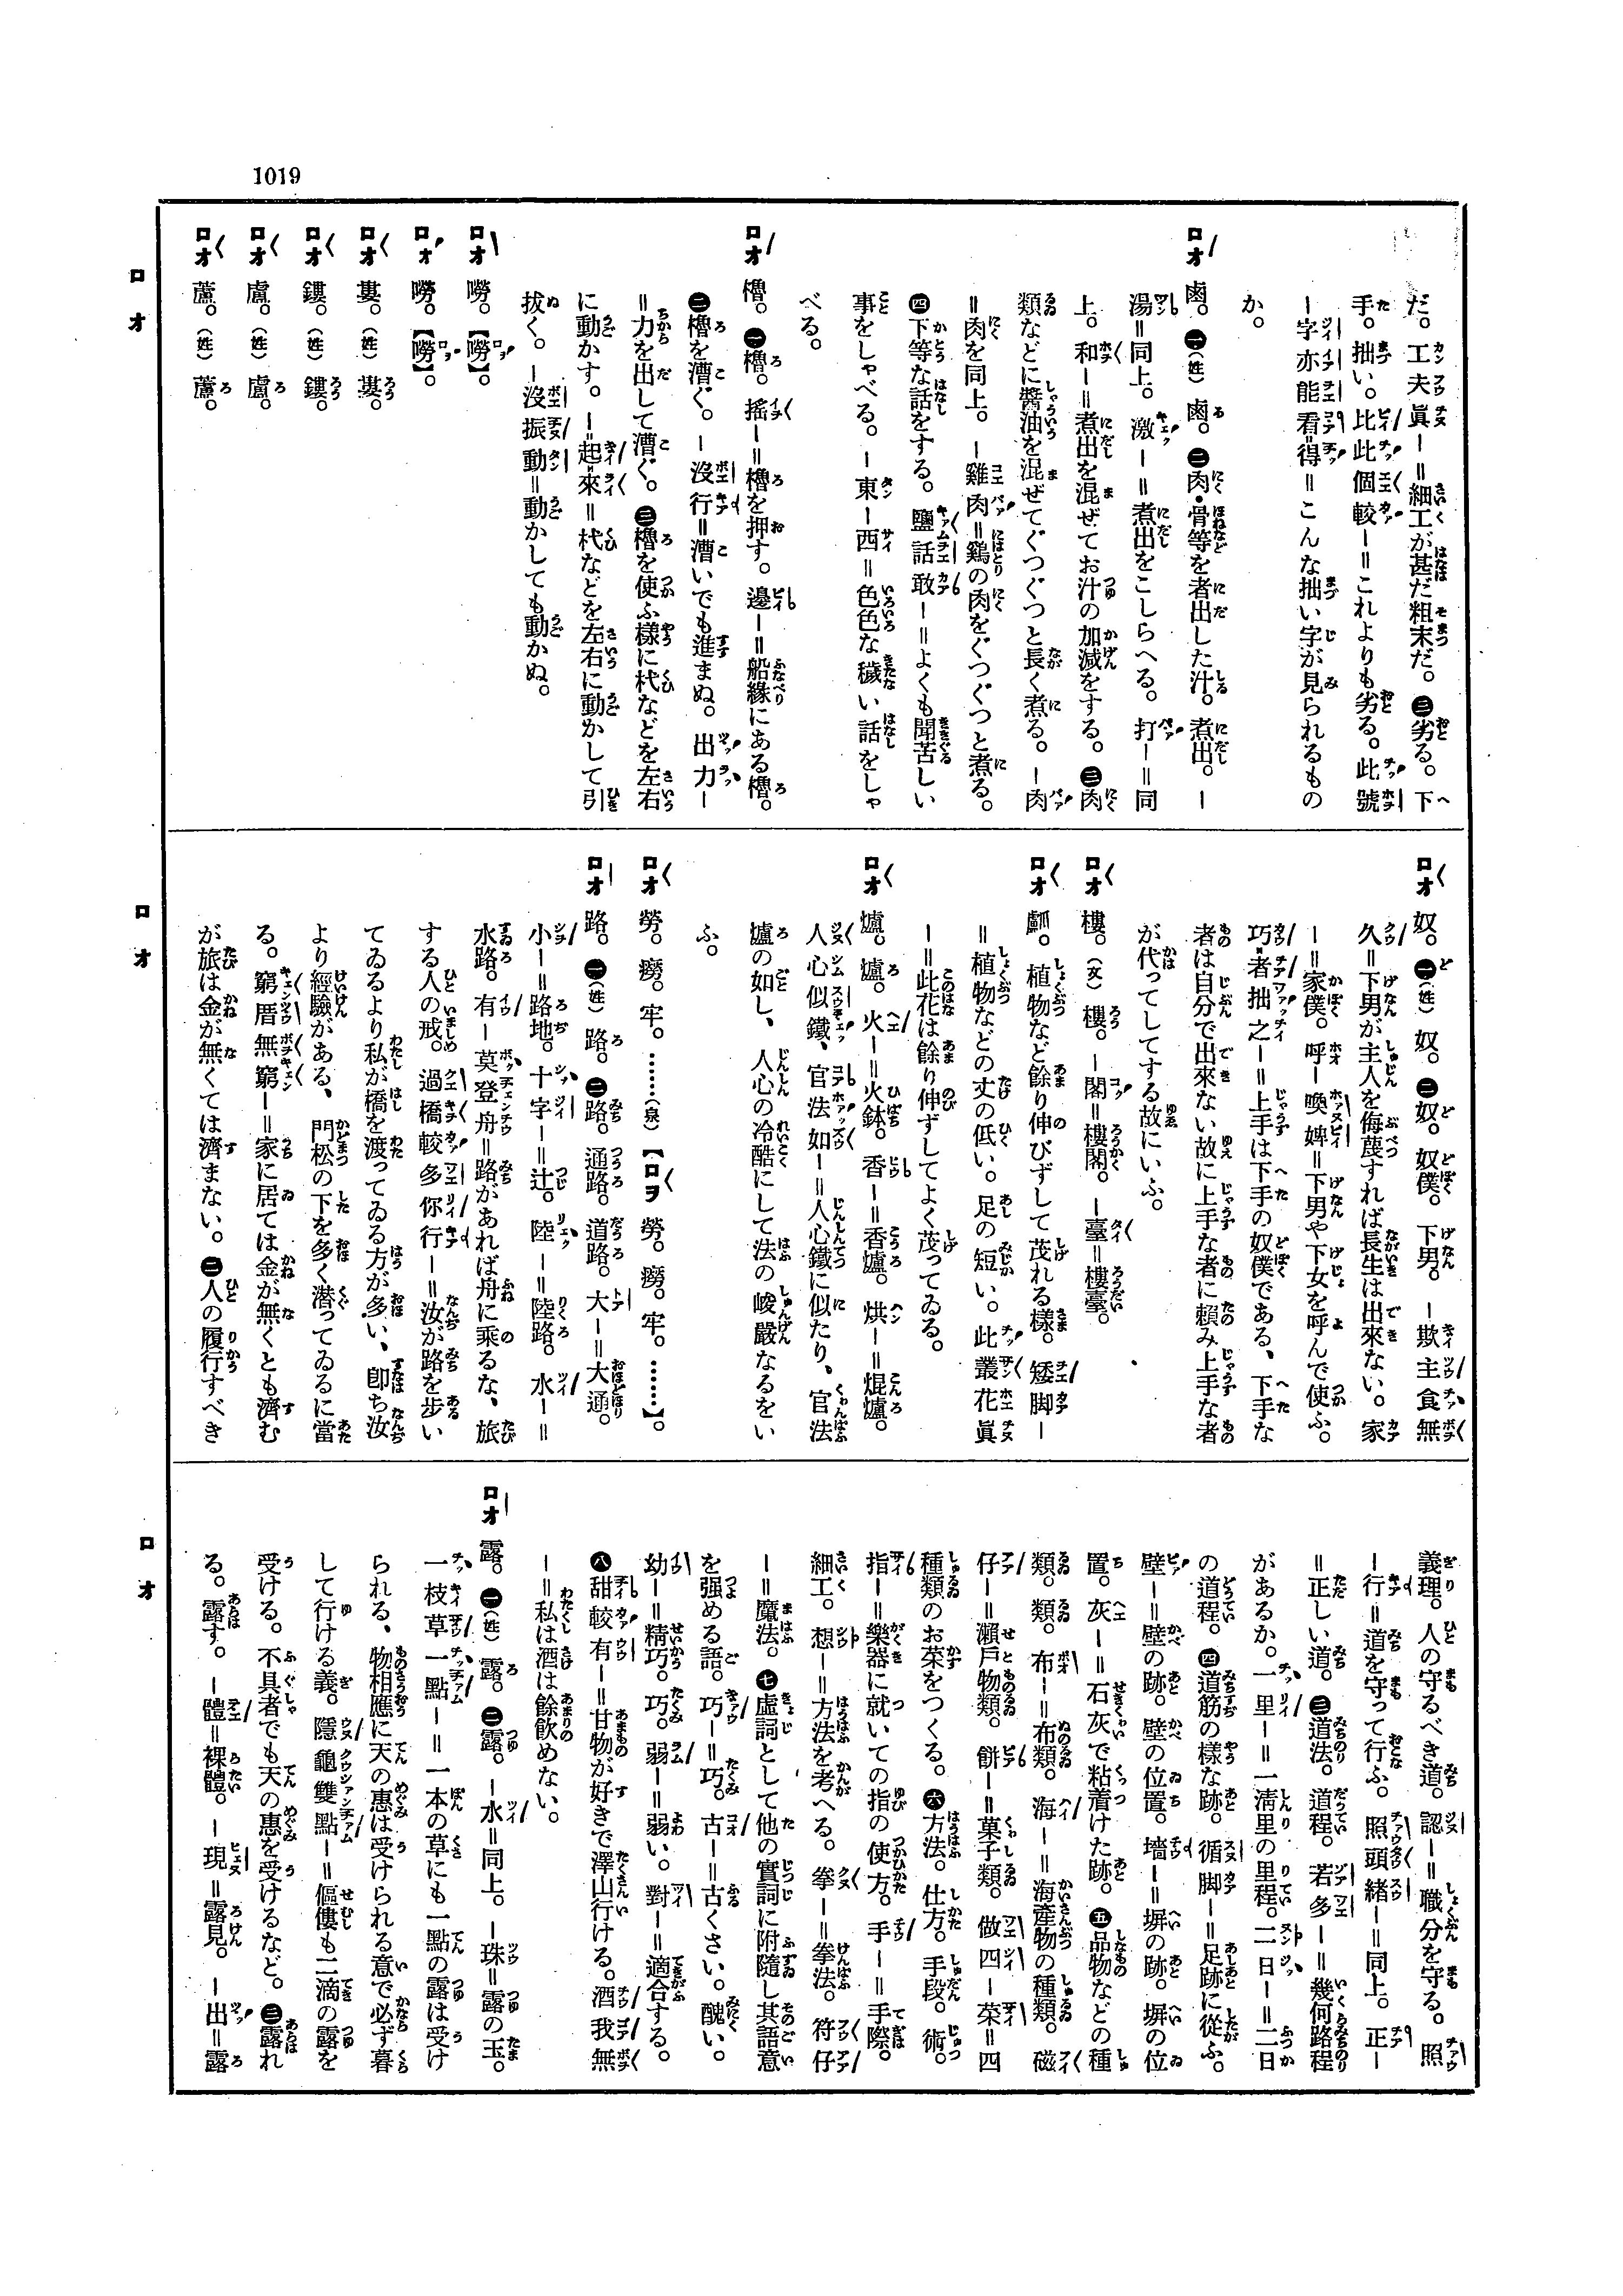 1019
だ。工夫眞ー＝細工が甚だ粗末だ。㊂劣る。下
手。拙い。比此個較ー＝これよりも劣る。此號
ー字亦能看得＝こんな拙い字が見られるもの
か。
ロオ 鹵。㊀（姓）鹵。㊁肉・骨等を者出した汁。煮出。ー
湯＝同上。激ー＝煮出をこしらへる。打ー＝同
上。和ー＝煮出を混ぜてお汁の加減をする。㊂肉
類などに醬油を混ぜてぐつぐつと長く煮る。ー肉
＝肉を同上。ー雞肉＝鷄の肉をぐつぐつと煮る。
㊃下等な話をする。鹽話敢ー＝よくも聞苦しい
事をしゃべる。ー東ー西＝色色な穢い話をしゃ
べる。
ロオ 櫓。㊀櫓。搖ー＝櫓を押す。邊ー＝船緣にある櫓。
㊁櫓を漕ぐ。ー沒行＝漕いでも進まぬ。出力ー
＝力を出して漕ぐ。㊂櫓を使ふ樣に杙などを左右
に動かす。ー起來＝杙などを左右に動かして引
拔く。ー沒振動＝動かしても動かぬ。
ロオ 嘮。【嘮】。
ロオ 嘮。【嘮】。
ロオ 婁。（姓）婁。
ロオ 鏤。（姓）鏤。
ロオ 盧。（姓）盧。
ロオ 蘆。（姓）蘆。
ロオ
ロオ 奴。㊀（姓）奴。㊁奴。奴僕。下男。ー欺主食無
久＝下男が主人を侮蔑すれば長生は出來ない。家
ー＝家僕。呼ー喚婢＝下男や下女を呼んで使ふ。
巧者拙之ー＝上手は下手の奴僕である、下手な
者は自分で出來ない故に上手な者に賴み上手な者
が代ってしてする故にいふ。
ロオ 樓。（文）樓。ー閣＝樓閣。ー臺＝樓臺。
ロオ 植物など餘り伸びずして茂れる樣。矮脚ー
＝植物などの丈の低い。足の短い。此叢花眞
ー＝此花は餘り伸ずしてよく茂ってゐる。
ロオ 爐。爐。火ー＝火鉢。香ー＝香爐。烘ー＝焜爐。
人心似鐵、官法如ー＝人心鐵に似たり、官法
爐の如し、人心の冷酷にして法の峻嚴なるをい
ふ。
ロオ 勞。癆。牢。……（泉）【ロヲ 勞。癆。牢。……】。
ロオ 路。㊀（姓）路。㊁路。通路。道路。大ー＝大通。
小ー＝路地。十字ー＝辻。陸ー＝陸路。水ー＝
水路。有ー莫登舟＝路があれば舟に乘るな、旅
する人の戒。過橋較多你行ー＝汝が路を步い
てゐるより私が橋を渡ってゐる方が多い、卽ち汝
より經驗がある、門松の下を多く潜ってゐるに當
る。窮厝無窮ー＝家に居ては金が無くとも濟む
が旅は金が無くては濟まない。㊁人の履行すべき
ロオ
義理。人の守るべき道。認ー＝職分を守る。照
ー行＝道を守って行ふ。照頭緒ー＝同上。正ー
＝正しい道。㊂道法。道程。若多ー＝幾何路程
があるか。一里ー＝一淸里の里程。二日ー＝二日
の道程。㊃道筋の樣な跡。循脚ー＝足跡に從ふ。
壁ー＝壁の跡。壁の位置。墻ー＝塀の跡。塀の位
置。灰ー＝石灰で粘着けた跡。㊄品物などの種
類。類。布ー＝布類。海ー＝海產物の種類。磁
仔ー＝瀨戶物類。餠ー＝菓子類。做四ー菜＝四
種類のお菜をつくる。㊅方法。仕方。手段。術。
指ー＝樂器に就いての指の使方。手ー＝手際。
細工。想ー＝方法を考へる。拳ー＝拳法。符仔
ー＝魔法。㊆虛詞として他の實詞に附隨し其語意
を强める語。巧ー＝巧。古ー＝古くさい。醜い。
幼ー＝精巧。巧。弱ー＝弱い。對ー＝適合する。
㊇甜較有ー＝甘物が好きで澤山行ける。酒我無
ー＝私は酒は餘飮めない。
ロオ 露。㊀（姓）露。㊁露。ー水＝同上。ー珠＝露の玉。
一枝草一點ー＝一本の草にも一點の露は受け
られる、物相應に天の惠は受けられる意で必ず暮
して行ける義。隱龜雙點ー＝傴僂も二滴の露を
受ける。不具者でも天の惠を受けるなど。㊂露れ
る。露す。ー體＝裸體。ー現＝露見。ー出＝露
ロオ